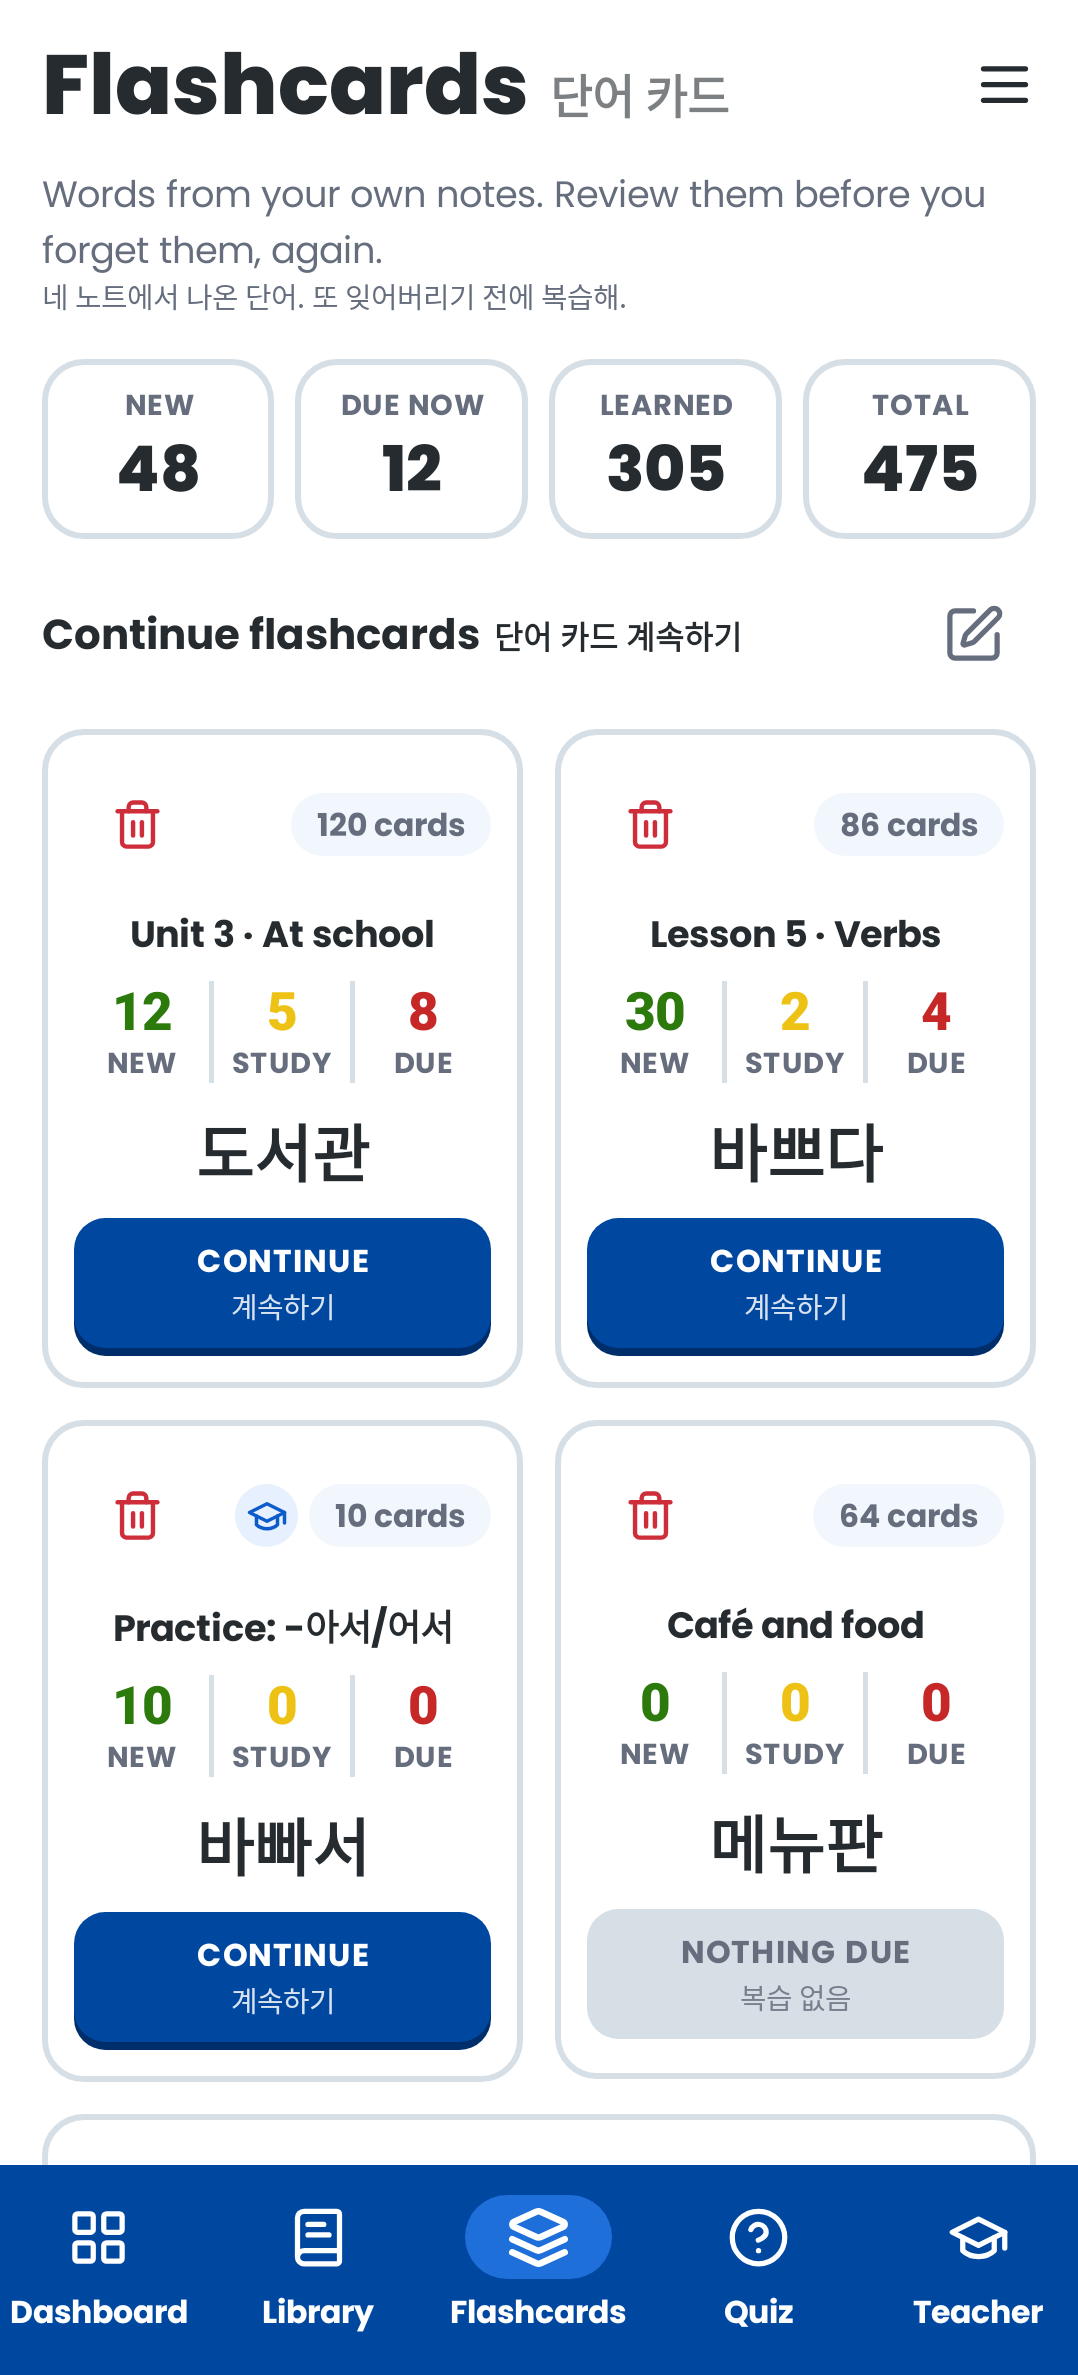 Flashcards 단어 카드
Words from your own notes. Review them before you
forget them, again.
네 노트에서 나온 단어. 또 잊어버리기 전에 복습해.
NEW
48
DUE NOW
12
LEARNED
305
TOTAL
475
Continue flashcards 단어 카드 계속하기
120 cards
Unit 3 · At school
12 5 8
NEW STUDY DUE
도서관
CONTINUE
계속하기
86 cards
Lesson 5 · Verbs
30 2 4
NEW STUDY DUE
바쁘다
CONTINUE
계속하기
10 cards
Practice: -아서/어서
10 0 0
NEW STUDY DUE
바빠서
CONTINUE
계속하기
64 cards
Café and food
0 0 0
NEW STUDY DUE
메뉴판
NOTHING DUE
복습 없음
Dashboard Library Flashcards Quiz Teacher